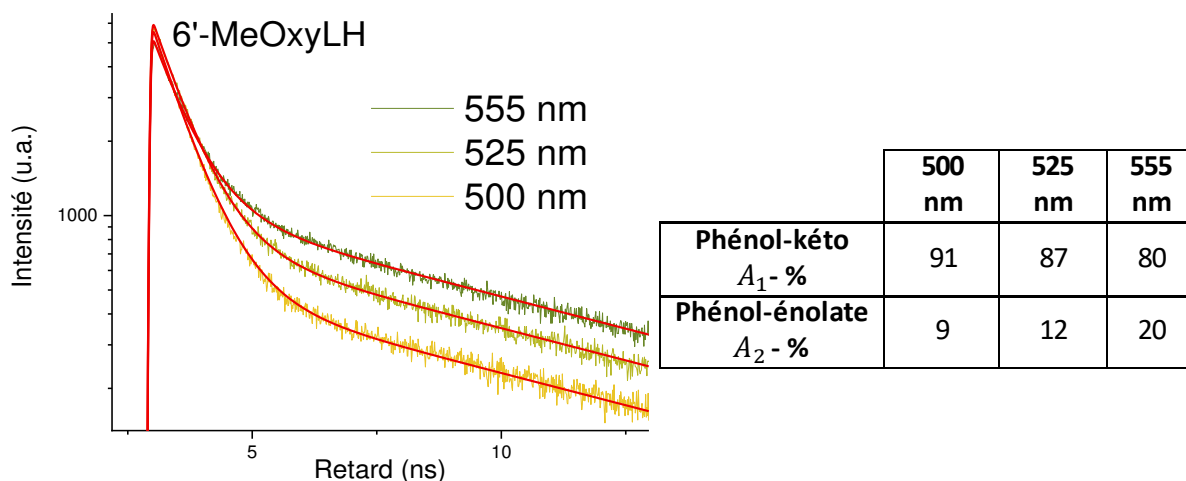 6'-MeOxyLH
555 nm
525 nm
500 nm
Intensité (u.a.)
1000
5
10
Retard (ns)
500 nm
525 nm
555 nm
Phénol-kéto
A₁- %
91
87
80
Phénol-énolate
A₂ - %
9
12
20